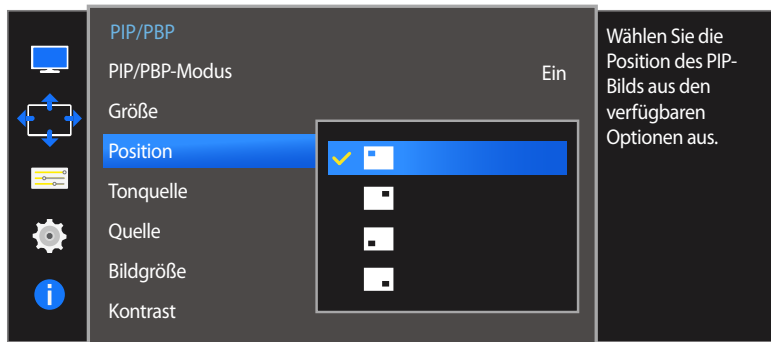 PIP/PBP
PIP/PBP-Modus Ein
Größe
Position
Tonquelle
Quelle
Bildgröße
Kontrast
Wählen Sie die
Position des PIP-
Bilds aus den
verfügbaren
Optionen aus.